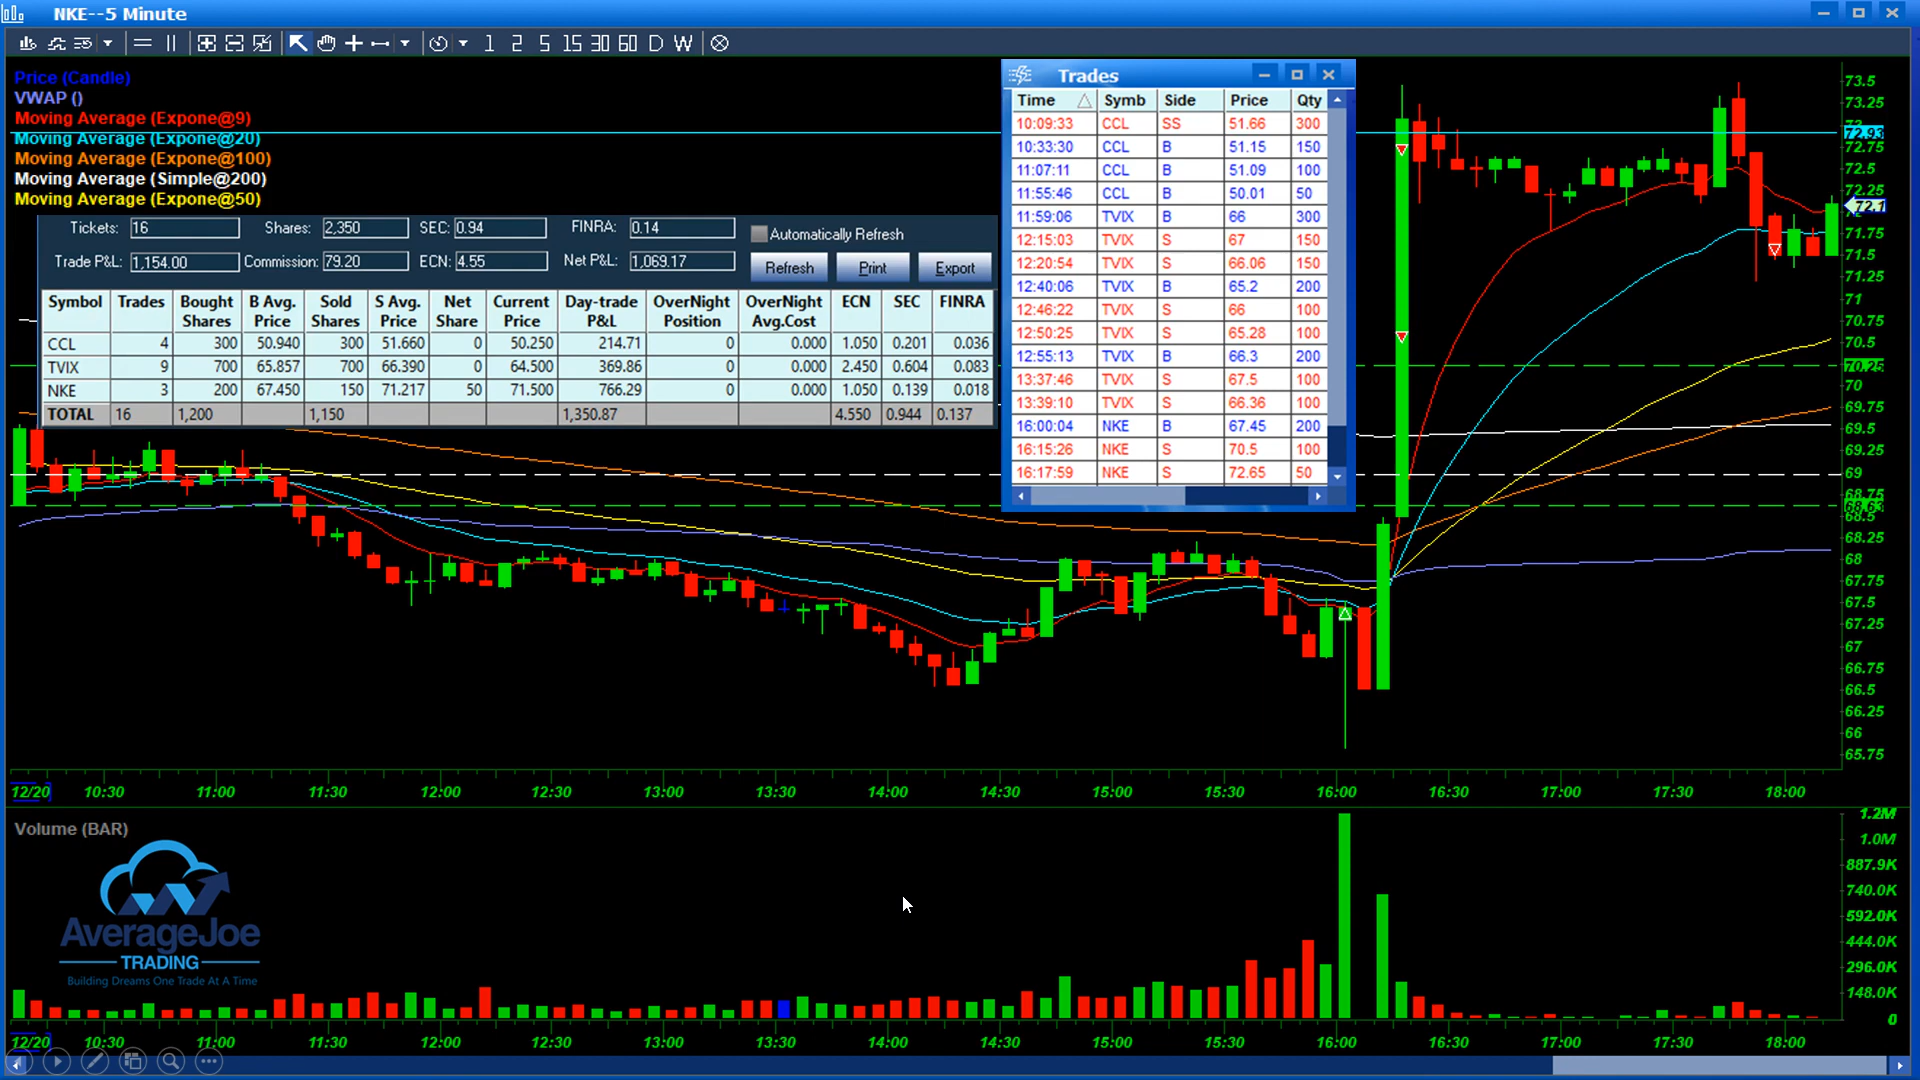 NKE--5 Minute
1 2 5 15 30 60 D W
Price (Candle)
VWAP ()
Moving Average (Expone@9)
Moving Average (Expone@20)
Moving Average (Expone@100)
Moving Average (Simple@200)
Moving Average (Expone@50)
Tickets: 16 Shares: 2,350 SEC: 0.94 FINRA: 0.14 Automatically Refresh
Trade P&L: 1,154.00 Commission: 79.20 ECN: 4.55 Net P&L: 1,069.17 Refresh Print Export
Symbol Trades Bought Shares B Avg. Price Sold Shares S Avg. Price Net Share Current Price Day-trade P&L OverNight Position OverNight Avg.Cost ECN SEC FINRA
CCL 4 300 50.940 300 51.660 0 50.250 214.71 0 0.000 1.050 0.201 0.036
TVIX 9 700 65.857 700 66.390 0 64.500 369.86 0 0.000 2.450 0.604 0.083
NKE 3 200 67.450 150 71.217 50 71.500 766.29 0 0.000 1.050 0.139 0.018
TOTAL 16 1,200 1,150 1,350.87 4.550 0.944 0.137
Trades
Time Symb Side Price Qty
10:09:33 CCL SS 51.66 300
10:33:30 CCL B 51.15 150
11:07:11 CCL B 51.09 100
11:55:46 CCL B 50.01 50
11:59:06 TVIX B 66 300
12:15:03 TVIX S 67 150
12:20:54 TVIX S 66.06 150
12:40:06 TVIX B 65.2 200
12:46:22 TVIX S 66 100
12:50:25 TVIX S 65.28 100
12:55:13 TVIX B 66.3 200
13:37:46 TVIX S 67.5 100
13:39:10 TVIX S 66.36 100
16:00:04 NKE B 67.45 200
16:15:26 NKE S 70.5 100
16:17:59 NKE S 72.65 50
73.5
73.25
72.93
72.75
72.5
72.25
72.1
71.75
71.5
71.25
71
70.75
70.5
70.25
70
69.75
69.5
69.25
69
68.75
68.5
68.25
68
67.75
67.5
67.25
67
66.75
66.5
66.25
66
65.75
12/20 10:30 11:00 11:30 12:00 12:30 13:00 13:30 14:00 14:30 15:00 15:30 16:00 16:30 17:00 17:30 18:00
Volume (BAR)
1.2M
1.0M
887.9K
740.0K
592.0K
444.0K
296.0K
148.0K
0
AverageJoe
TRADING
Building Dreams One Trade At A Time
12/20 10:30 11:00 11:30 12:00 12:30 13:00 13:30 14:00 14:30 15:00 15:30 16:00 16:30 17:00 17:30 18:00